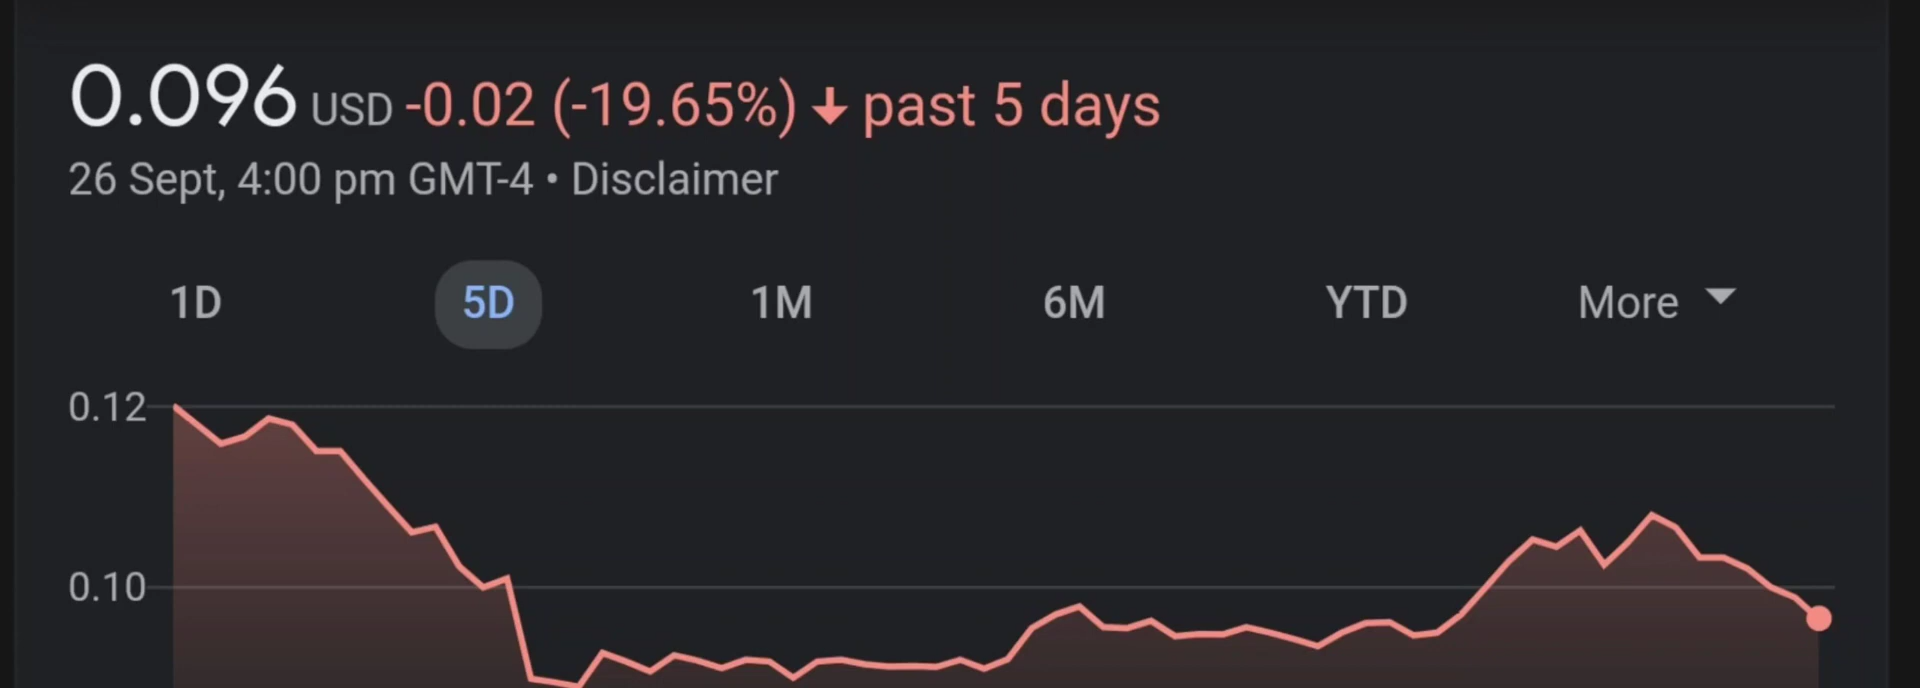 0.096 USD -0.02 (-19.65%) ↓ past 5 days
26 Sept, 4:00 pm GMT-4 • Disclaimer
1D 5D 1M 6M YTD More
0.12
0.10